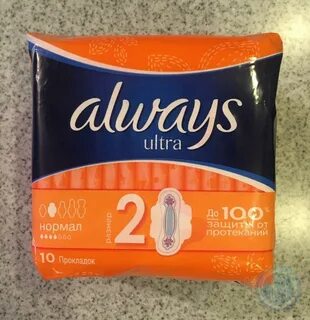 always
ultra
нормал
размер
2
До 100%
защиты от
протеканий
10 Прокладок